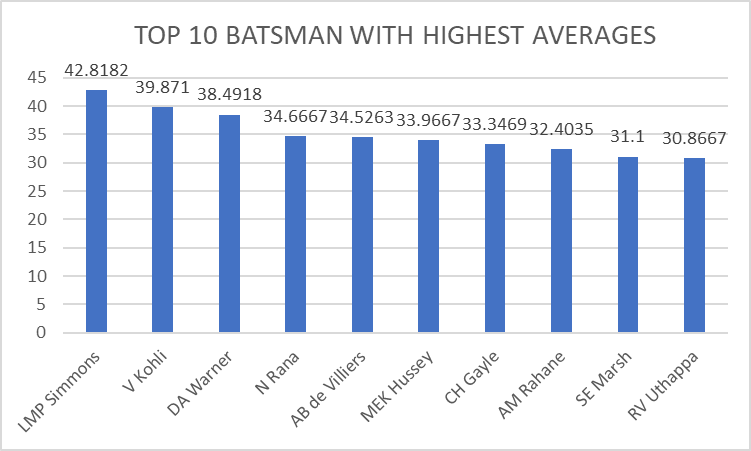 TOP 10 BATSMAN WITH HIGHEST AVERAGES
42.8182
39.871
38.4918
34.6667
34.5263
33.9667
33.3469
32.4035
31.1
30.8667
45
40
35
30
25
20
15
10
5
0
LMP Simmons
V Kohli
DA Warner
N Rana
AB de Villiers
MEK Hussey
CH Gayle
AM Rahane
SE Marsh
RV Uthappa